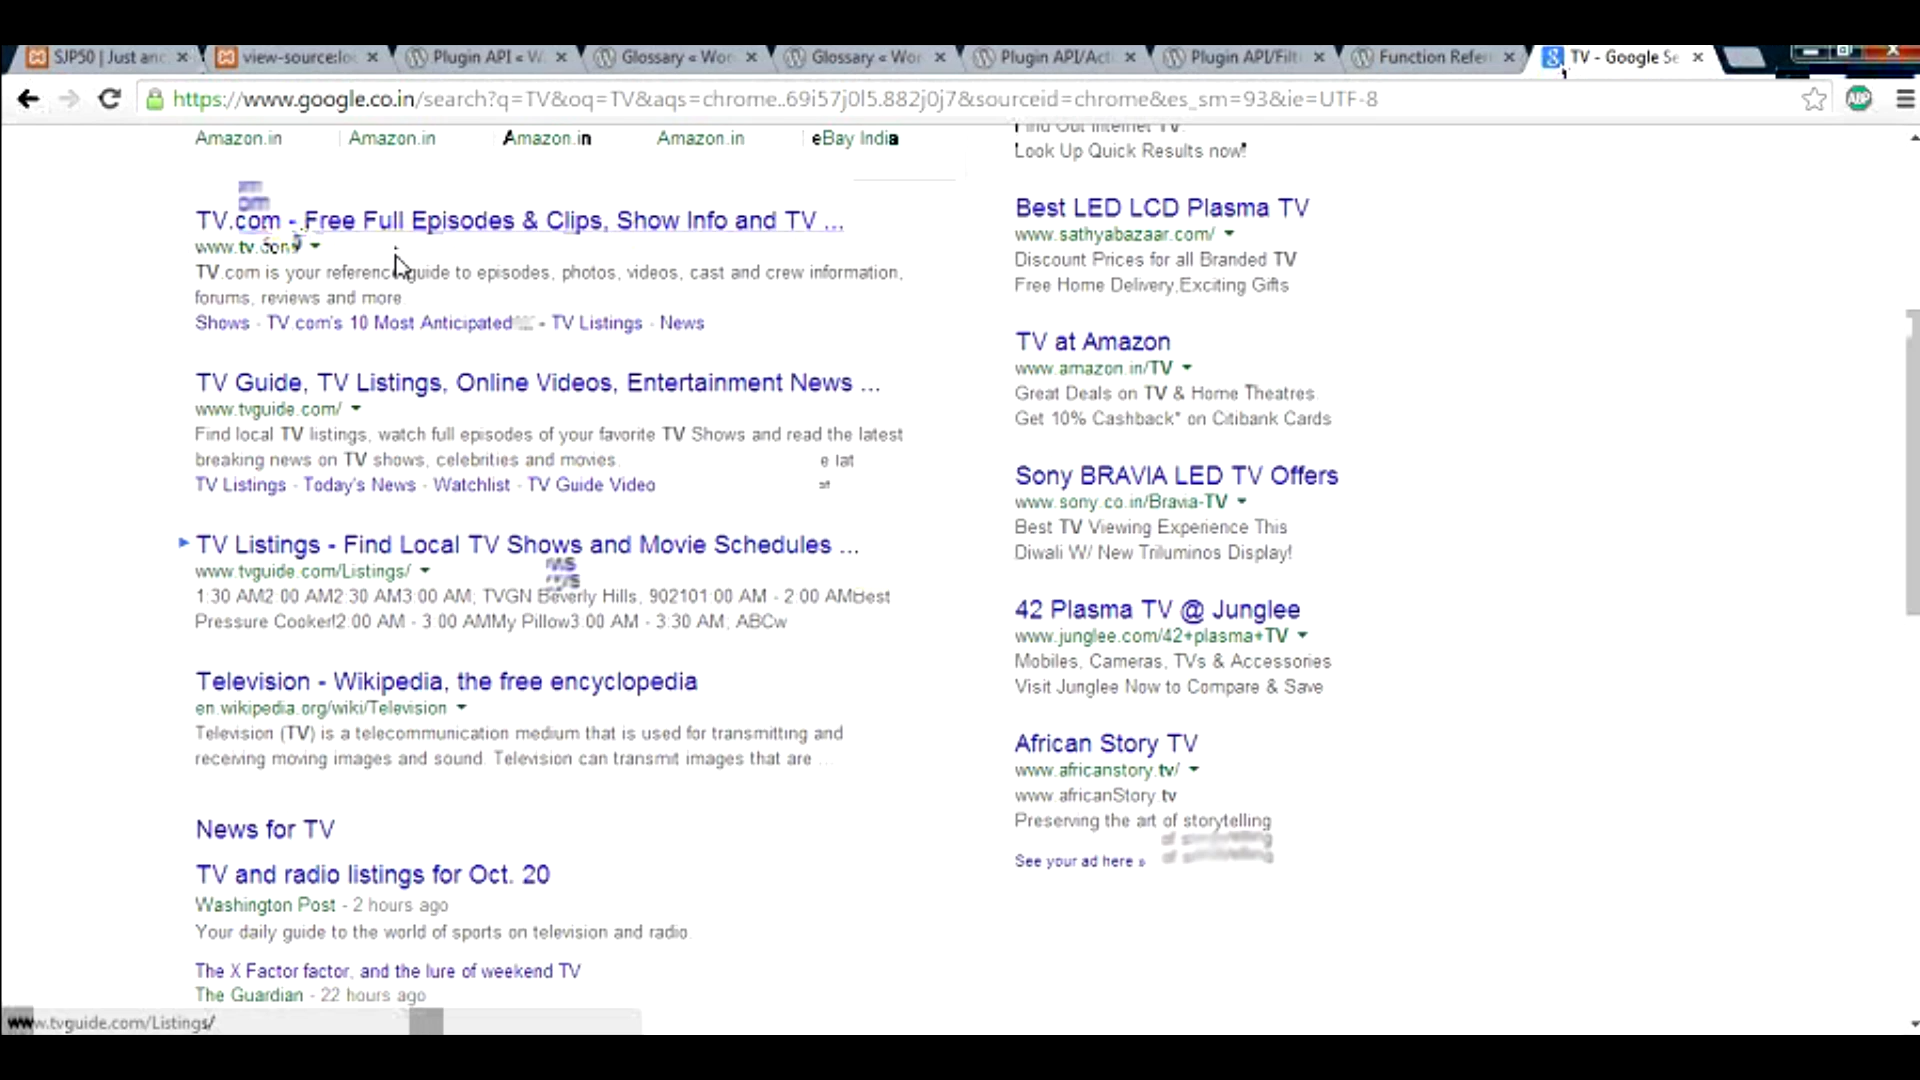 SJP50 | Just and
view-source:loc
Plugin API « W
Glossary « Wor
Glossary « Wor
Plugin API/Act
Plugin API/Filt
Function Refer
TV - Google Se
https://www.google.co.in/search?q=TV&oq=TV&aqs=chrome..69i57j0l5.882j0j7&sourceid=chrome&es_sm=93&ie=UTF-8
ABP
Amazon.in Amazon.in Amazon.in Amazon.in eBay India
TV.com - Free Full Episodes & Clips, Show Info and TV ...
www.tv.com/
TV.com is your reference guide to episodes, photos, videos, cast and crew information,
forums, reviews and more
Shows - TV.com's 10 Most Anticipated - TV Listings - News
TV Guide, TV Listings, Online Videos, Entertainment News ...
www.tvguide.com/
Find local TV listings, watch full episodes of your favorite TV Shows and read the latest
breaking news on TV shows, celebrities and movies.
TV Listings - Today's News - Watchlist - TV Guide Video
TV Listings - Find Local TV Shows and Movie Schedules ...
www.tvguide.com/Listings/
1:30 AM2:00 AM2:30 AM3:00 AM; TVGN Beverly Hills, 902101:00 AM - 2:00 AMBest
Pressure Cooker!2:00 AM - 3:00 AMMy Pillow3:00 AM - 3:30 AM; ABCw
Television - Wikipedia, the free encyclopedia
en.wikipedia.org/wiki/Television
Television (TV) is a telecommunication medium that is used for transmitting and
receiving moving images and sound. Television can transmit images that are ...
News for TV
TV and radio listings for Oct. 20
Washington Post - 2 hours ago
Your daily guide to the world of sports on television and radio.
The X Factor factor, and the lure of weekend TV
The Guardian - 22 hours ago
Find Out Internet TV.
Look Up Quick Results now!
Best LED LCD Plasma TV
www.sathyabazaar.com/
Discount Prices for all Branded TV
Free Home Delivery,Exciting Gifts
TV at Amazon
www.amazon.in/TV
Great Deals on TV & Home Theatres.
Get 10% Cashback* on Citibank Cards
Sony BRAVIA LED TV Offers
www.sony.co.in/Bravia-TV
Best TV Viewing Experience This
Diwali W/ New Triluminos Display!
42 Plasma TV @ Junglee
www.junglee.com/42+plasma+TV
Mobiles, Cameras, TVs & Accessories
Visit Junglee Now to Compare & Save
African Story TV
www.africanstory.tv/
www.africanStory.tv
Preserving the art of storytelling
See your ad here »
www.tvguide.com/Listings/